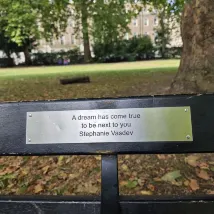 A dream has come true
to be next to you
Stephanie Vasdev